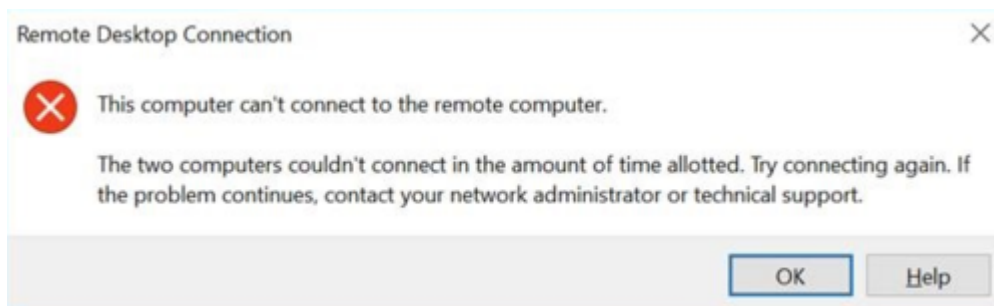 Remote Desktop Connection
This computer can't connect to the remote computer.
The two computers couldn't connect in the amount of time allotted. Try connecting again. If
the problem continues, contact your network administrator or technical support.
OK
Help